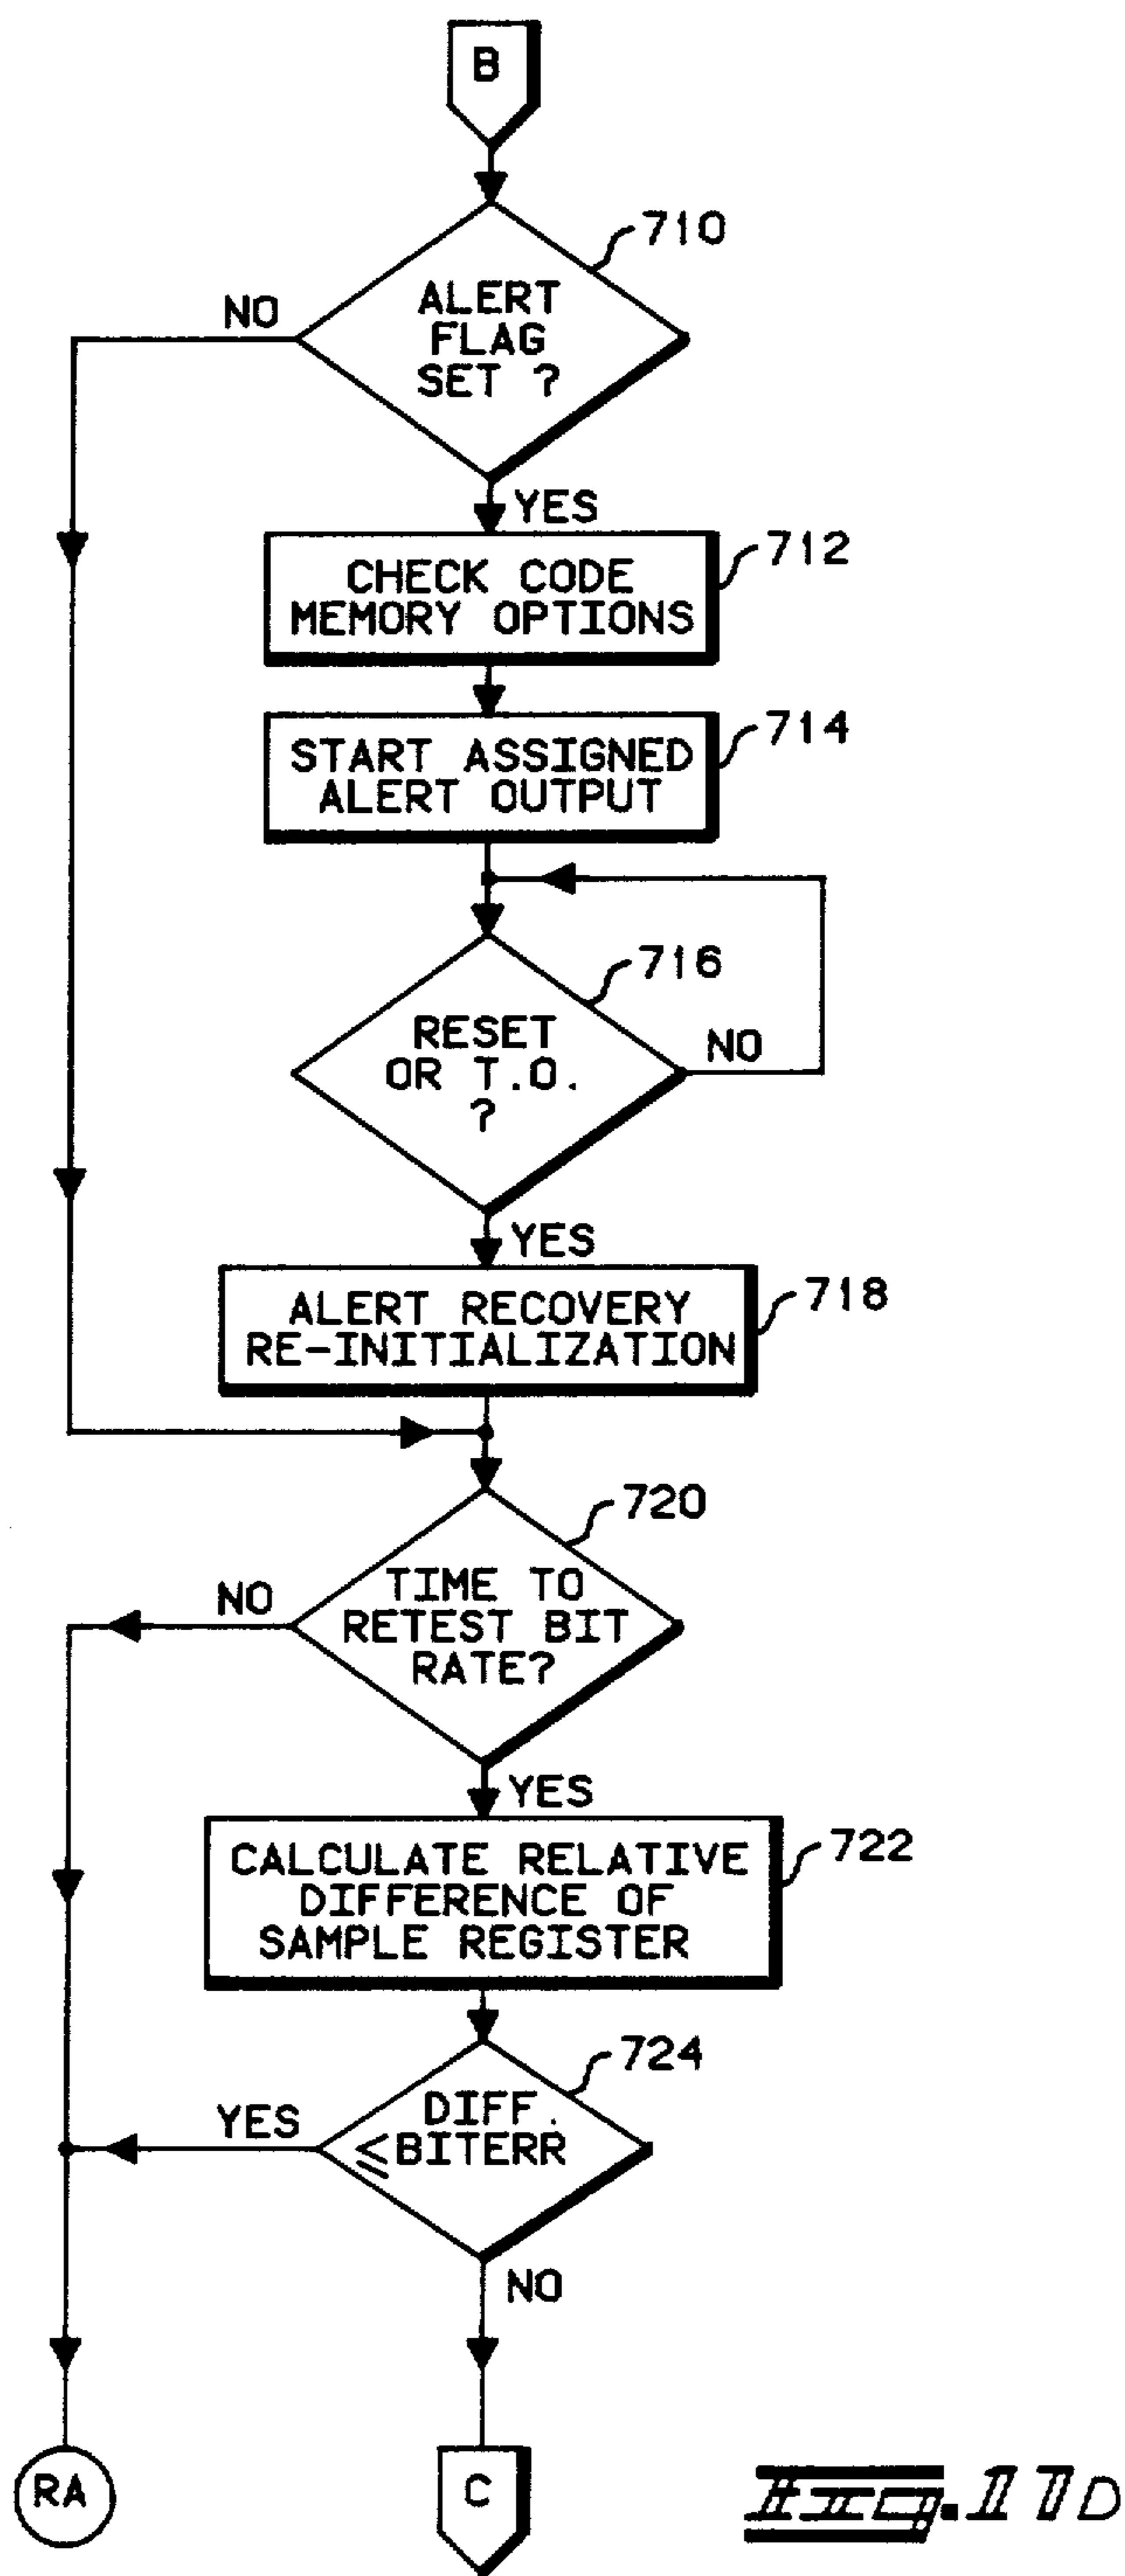 B
710
ALERT
FLAG
SET ?
NO
YES
712
CHECK CODE
MEMORY OPTIONS
714
START ASSIGNED
ALERT OUTPUT
716
RESET
OR T.O.
?
NO
YES
718
ALERT RECOVERY
RE-INITIALIZATION
720
TIME TO
RETEST BIT
RATE?
NO
YES
722
CALCULATE RELATIVE
DIFFERENCE OF
SAMPLE REGISTER
724
DIFF.
≤BITERR
YES
NO
RA
C
Fig. 17D